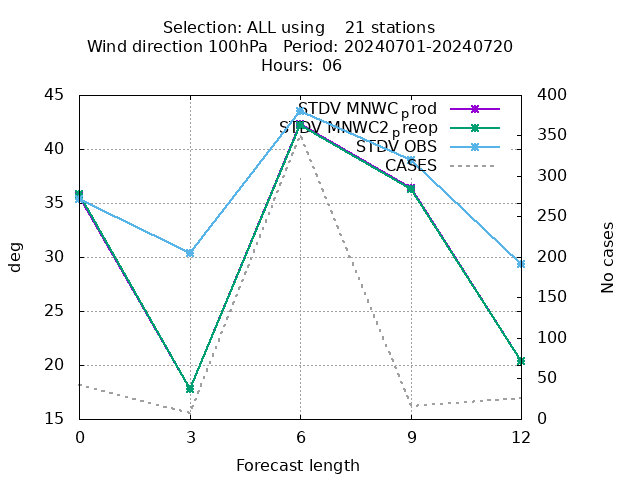 Selection: ALL using    21 stations
Wind direction 100hPa   Period: 20240701-20240720
Hours:  06
45
40
35
30
25
20
15
400
350
300
250
200
150
100
50
0
deg
No cases
STDV MNWC_prod
STDV MNWC2_preop
STDV OBS
CASES
0 3 6 9 12
Forecast length